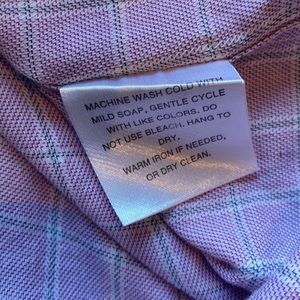 MACHINE WASH COLD WITH
MILD SOAP, GENTLE CYCLE
WITH LIKE COLORS. DO
NOT USE BLEACH. HANG TO
DRY.
WARM IRON IF NEEDED,
OR DRY CLEAN.